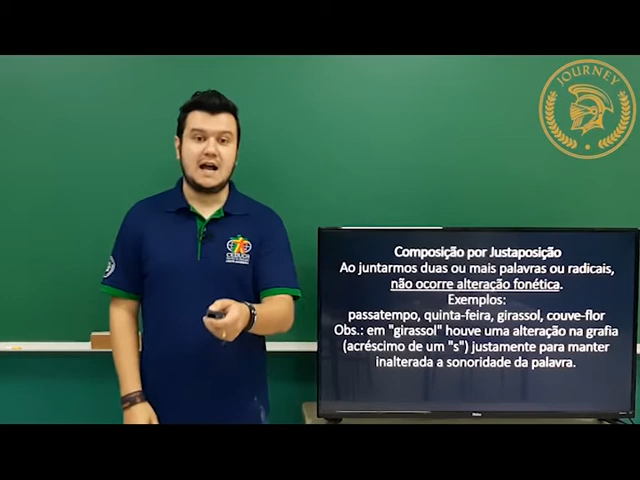 JOURNEY
Composição por Justaposição
Ao juntarmos duas ou mais palavras ou radicais,
não ocorre alteração fonética.
Exemplos:
passatempo, quinta-feira, girassol, couve-flor
Obs.: em "girassol" houve uma alteração na grafia
(acréscimo de um "s") justamente para manter
inalterada a sonoridade da palavra.